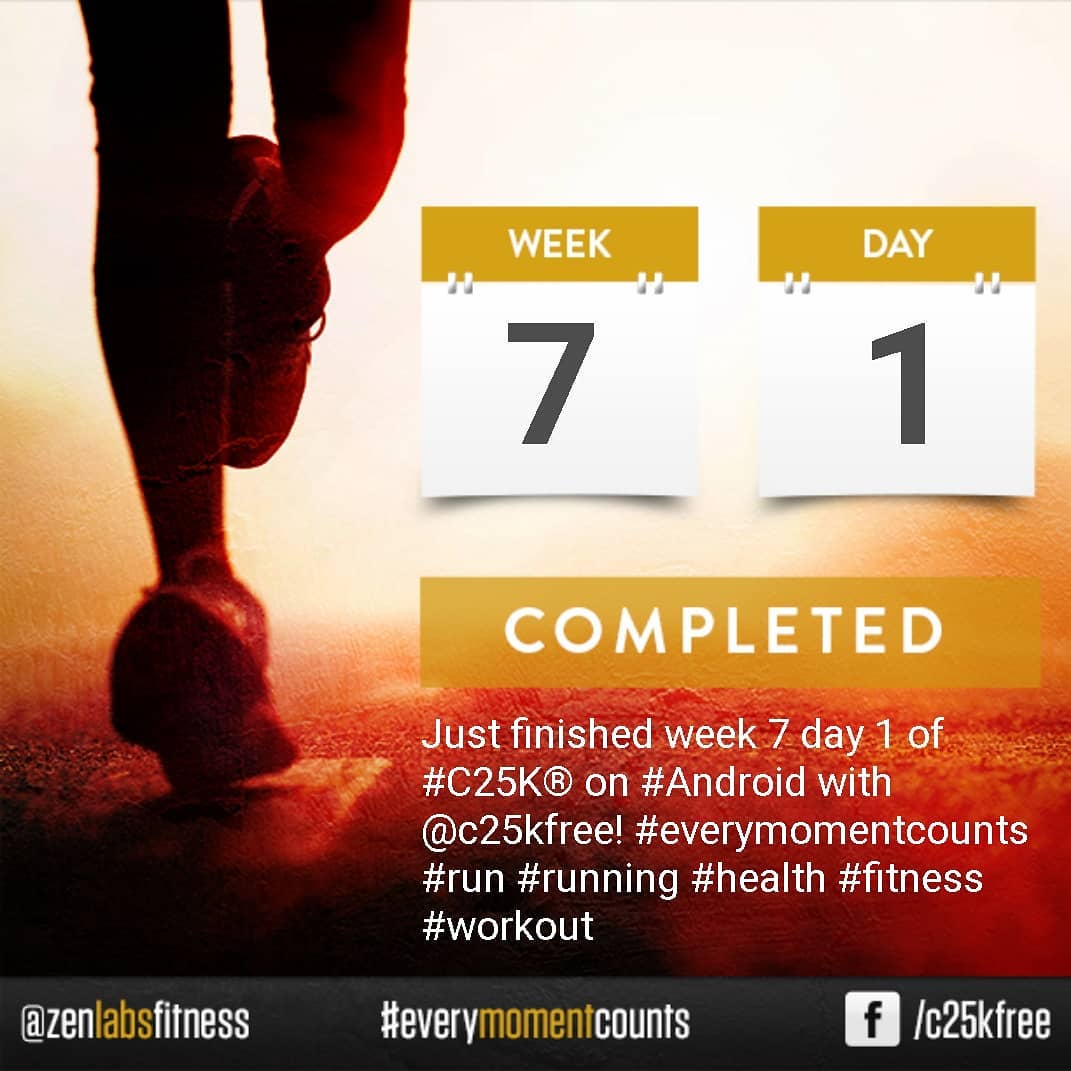 WEEK
DAY
7
1
COMPLETED
Just finished week 7 day 1 of
#C25K® on #Android with
@c25kfree! #everymomentcounts
#run #running #health #fitness
#workout
@zenlabsfitness
#everymomentcounts
f /c25kfree